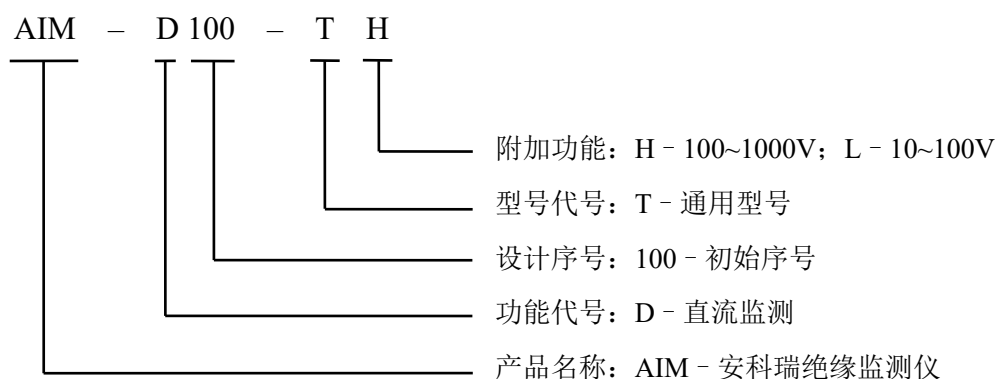 AIM – D 100 – T H
附加功能：H－100~1000V；L－10~100V
型号代号：T－通用型号
设计序号：100－初始序号
功能代号：D－直流监测
产品名称：AIM－安科瑞绝缘监测仪